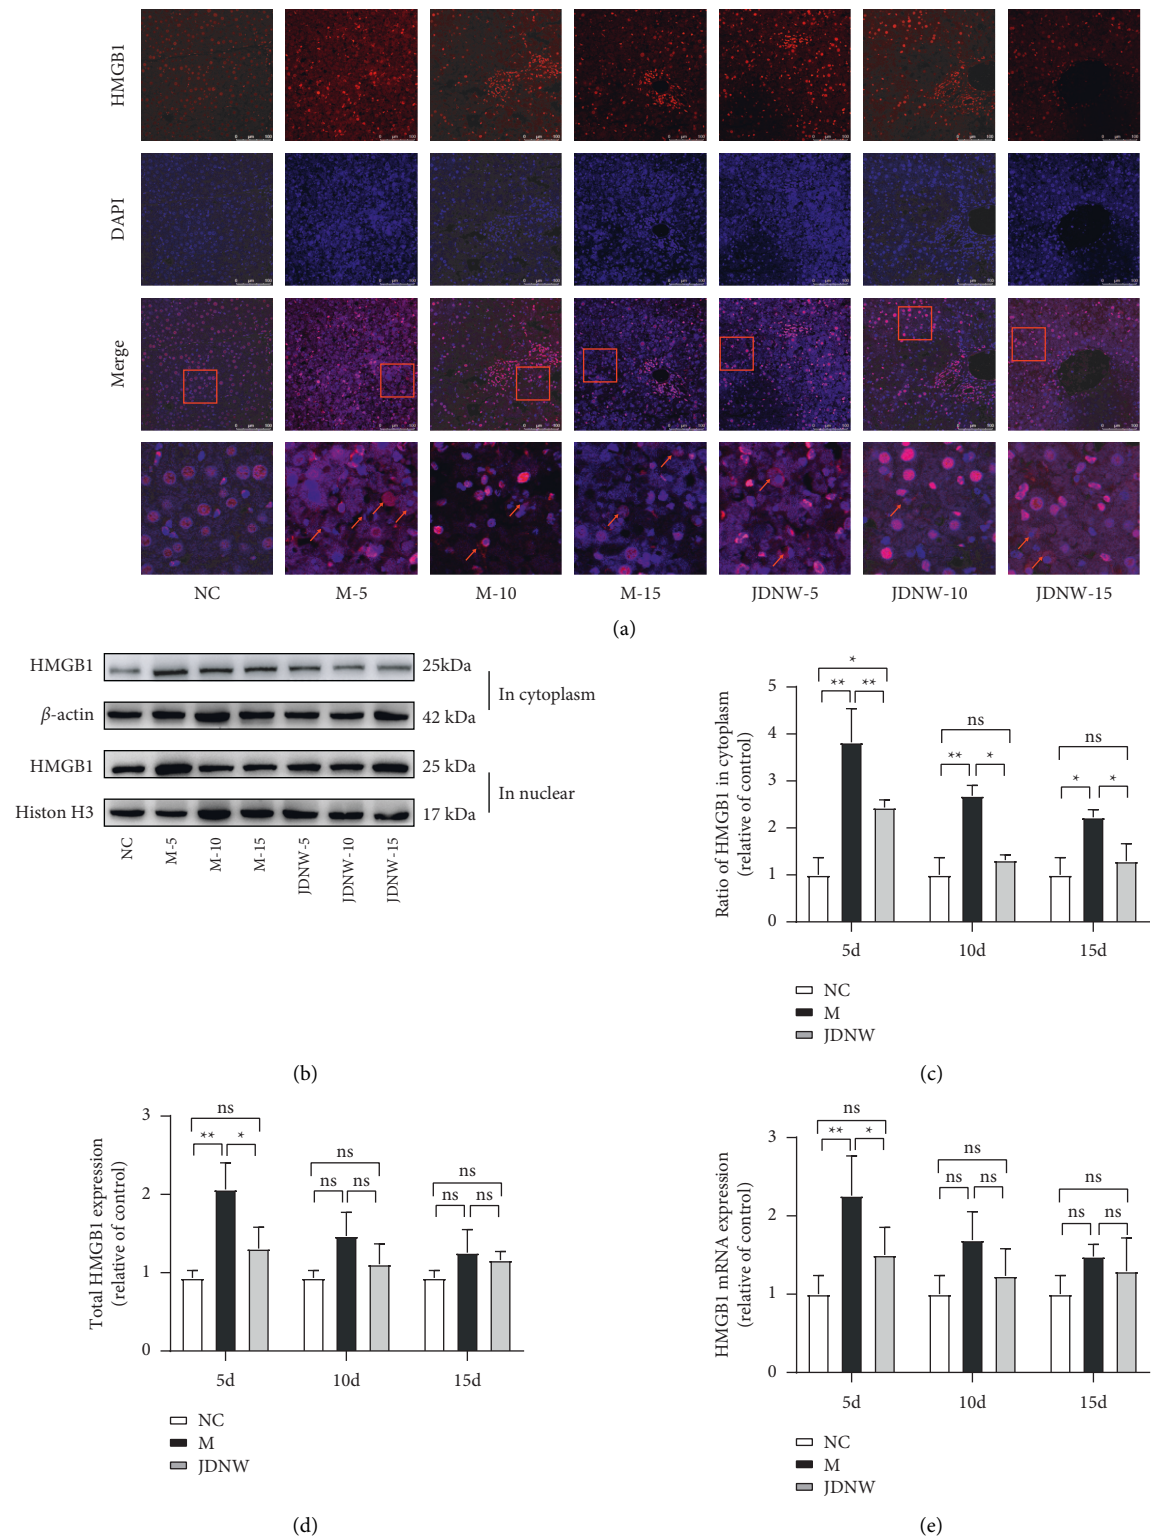 HMGB1
DAPI
Merge
NC M-5 M-10 M-15 JDNW-5 JDNW-10 JDNW-15
(a)
HMGB1 25kDa
β-actin 42 kDa
In cytoplasm
HMGB1 25 kDa
Histon H3 17 kDa
In nuclear
NC M-5 M-10 M-15 JDNW-5 JDNW-10 JDNW-15
(b)
Ratio of HMGB1 in cytoplasm
(relative of control)
5
4
3
2
1
0
*
** **
ns
** *
ns
* *
5d 10d 15d
NC
M
JDNW
(c)
Total HMGB1 expression
(relative of control)
3
2
1
0
ns
** *
ns
ns ns
ns
ns ns
5d 10d 15d
NC
M
JDNW
(d)
HMGB1 mRNA expression
(relative of control)
3
2
1
0
ns
** *
ns
ns ns
ns
ns ns
5d 10d 15d
NC
M
JDNW
(e)